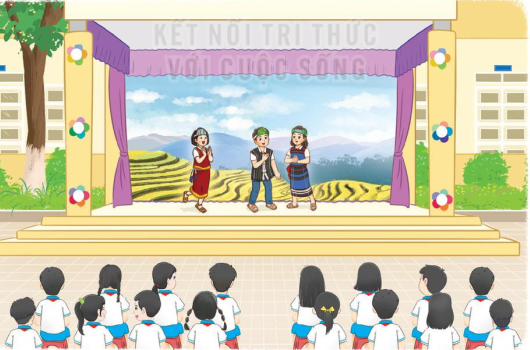 KẾT NỐI TRI THỨC
VỚI CUỘC SỐNG